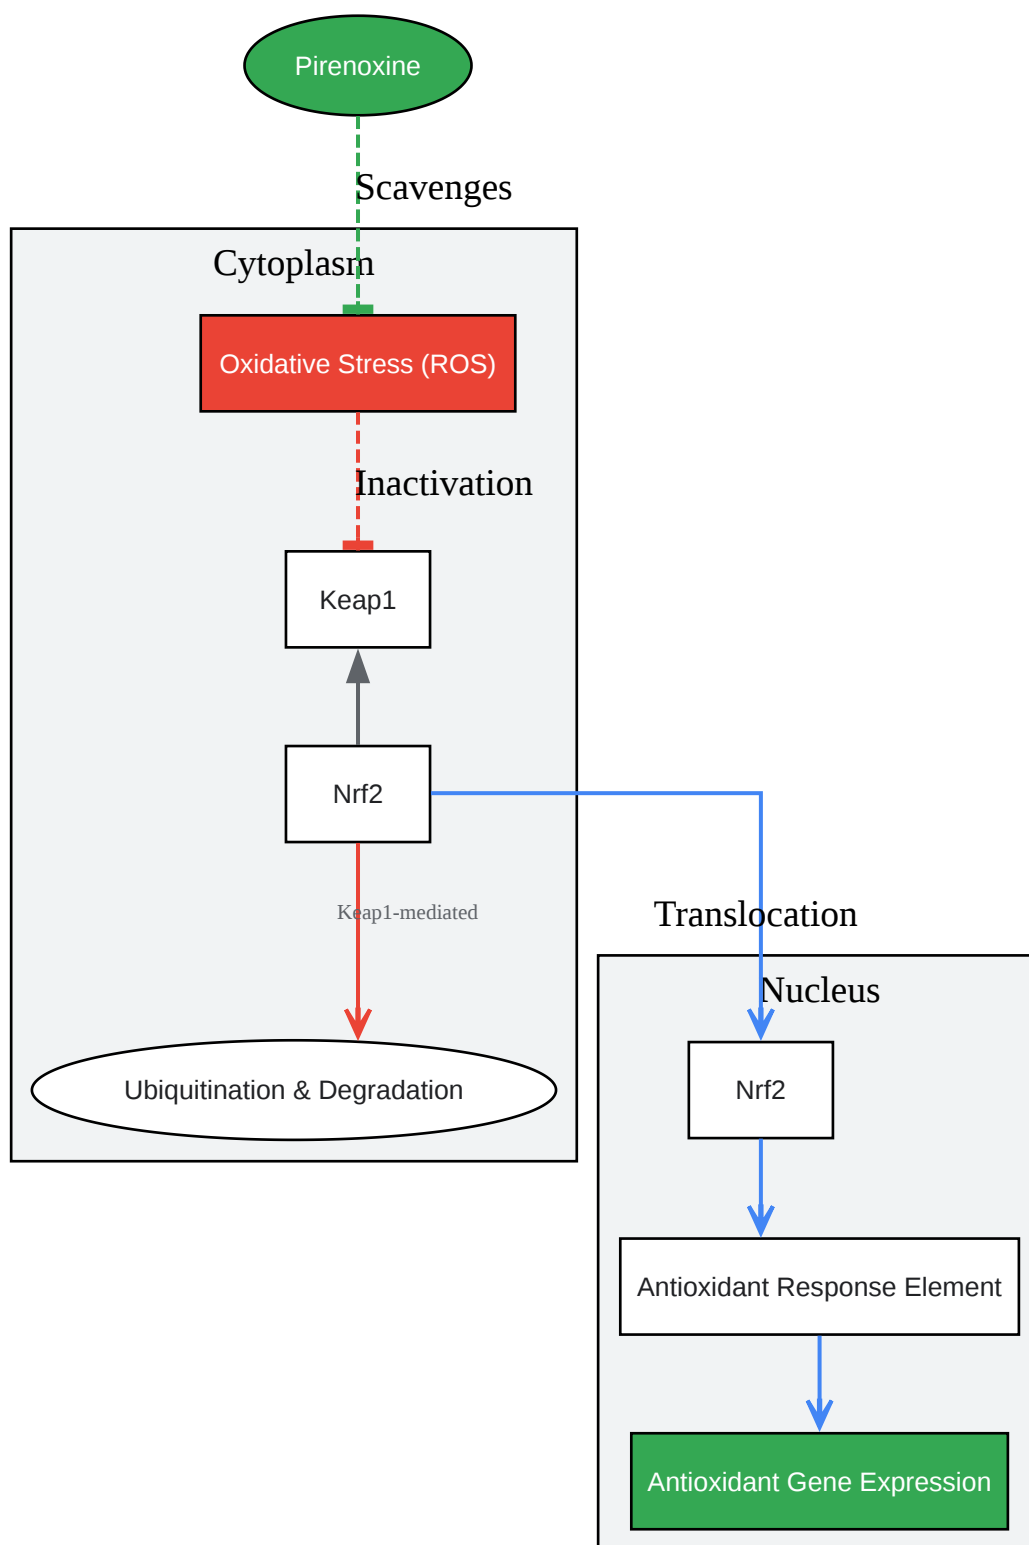 Pirenoxine
Scavenges
Cytoplasm
Oxidative Stress (ROS)
Inactivation
Keap1
Nrf2
Keap1-mediated
Translocation
Nucleus
Ubiquitination & Degradation
Nrf2
Antioxidant Response Element
Antioxidant Gene Expression